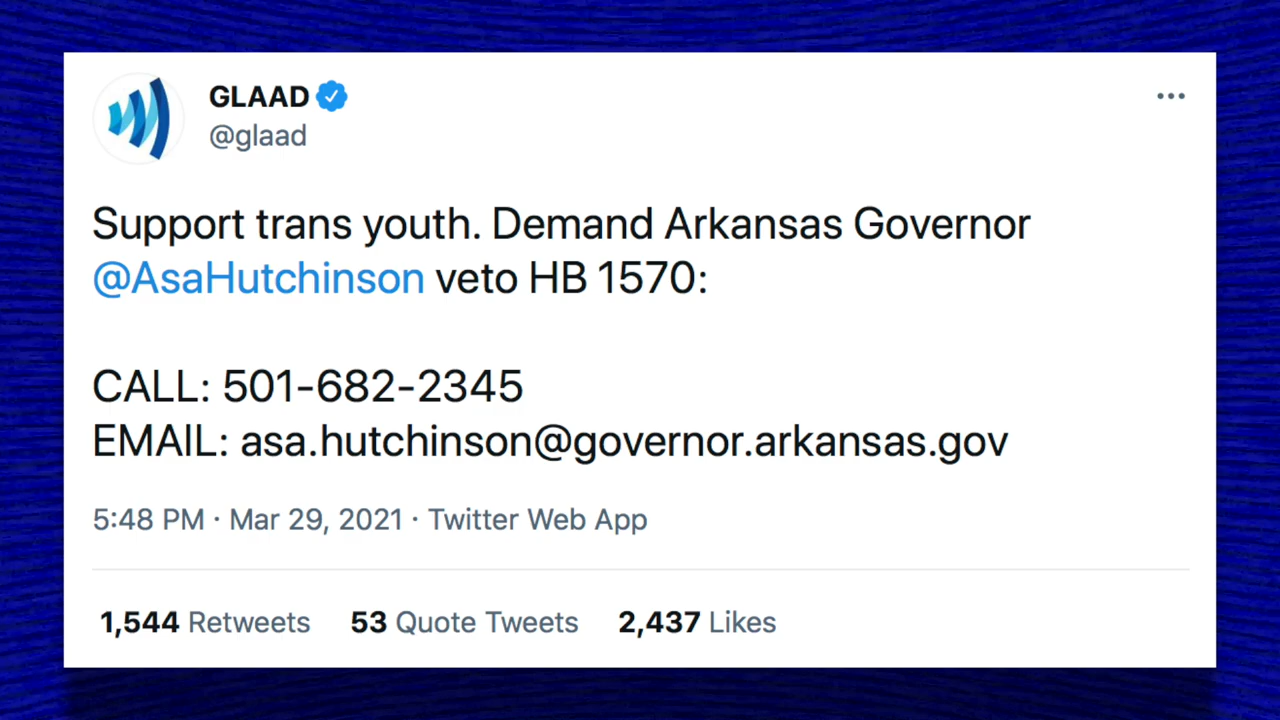 GLAAD
@glaad
Support trans youth. Demand Arkansas Governor
@AsaHutchinson veto HB 1570:
CALL: 501-682-2345
EMAIL: asa.hutchinson@governor.arkansas.gov
5:48 PM · Mar 29, 2021 · Twitter Web App
1,544 Retweets 53 Quote Tweets 2,437 Likes